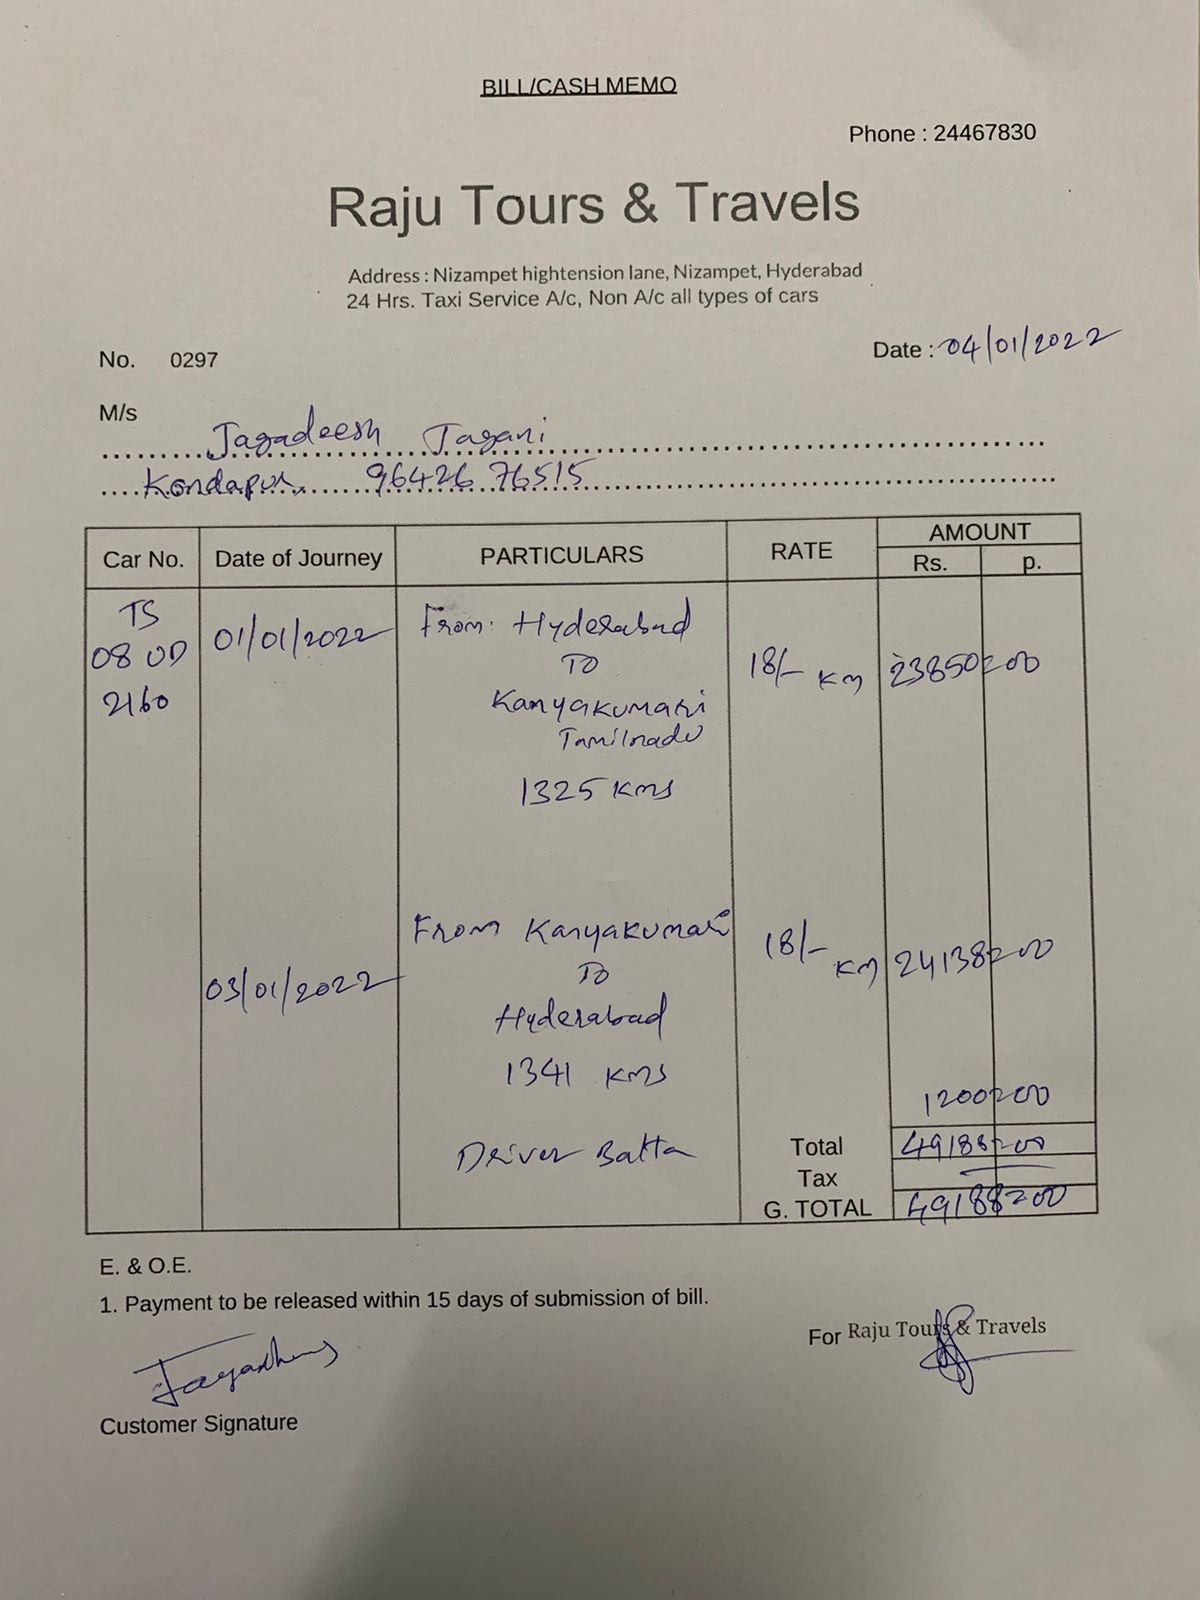 BILL/CASH MEMO
Phone : 24467830
Raju Tours & Travels
Address : Nizampet hightension lane, Nizampet, Hyderabad
24 Hrs. Taxi Service A/c, Non A/c all types of cars
No. 0297
Date : 04/01/2022
M/s
Jagadeesh Jagani
Kondapur, 96426 76515
Car No. Date of Journey PARTICULARS RATE AMOUNT
Rs. p.
TS
08 UD
2160
01/01/2022
From: Hyderabad
TO
Kanyakumari
Tamilnadu
1325 Kms
18/- KM
23850=00
03/01/2022
From Kanyakumari
TO
Hyderabad
1341 Kms
18/- KM
24138=00
Driver Batta
1200=00
Total 49188=00
Tax
G. TOTAL 49188=00
E. & O.E.
1. Payment to be released within 15 days of submission of bill.
For Raju Tours & Travels
Customer Signature